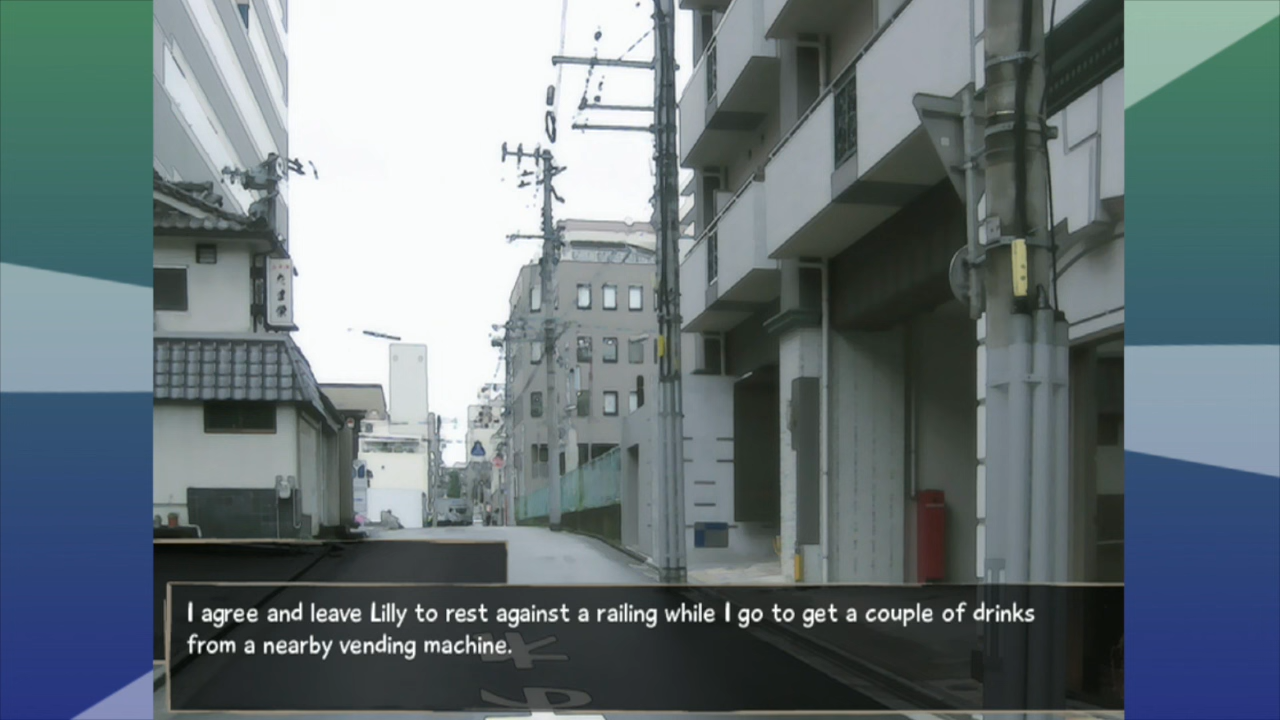 I agree and leave Lilly to rest against a railing while I go to get a couple of drinks
from a nearby vending machine.